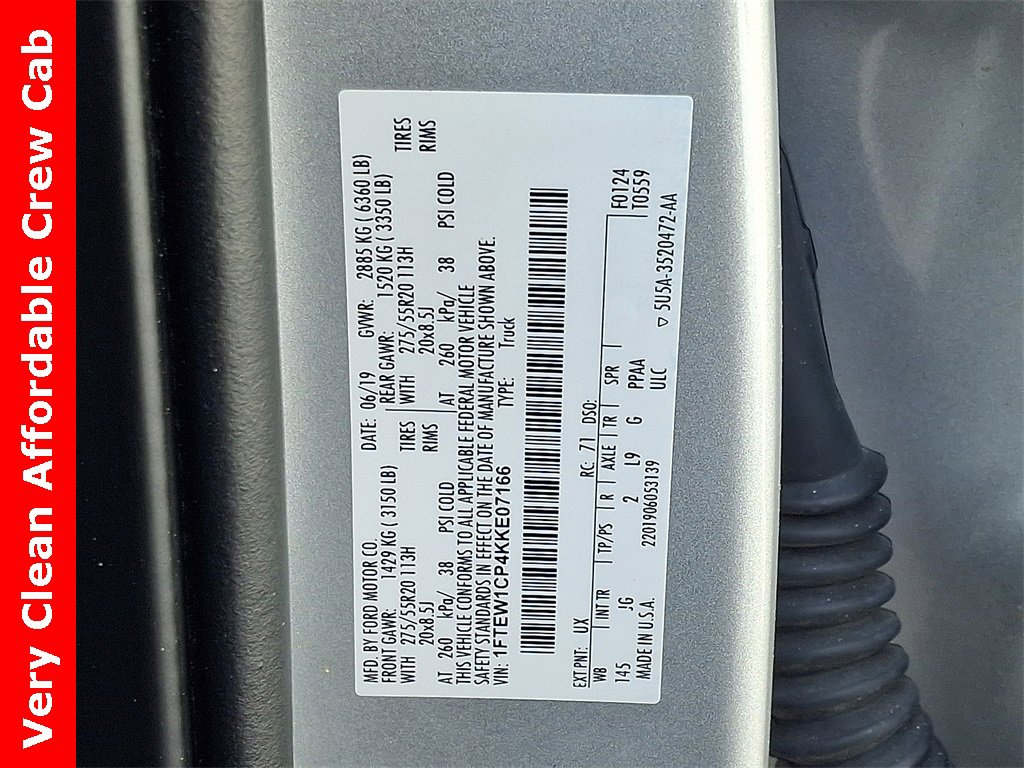 Very Clean Affordable Crew Cab
MFD. BY FORD MOTOR CO. DATE: 06/19 GVWR: 2885 KG ( 6360 LB)
FRONT GAWR: 1429 KG ( 3150 LB) REAR GAWR: 1520 KG ( 3350 LB)
WITH 275/55R20 113H TIRES WITH 275/55R20 113H TIRES
20x8.5J RIMS 20x8.5J RIMS
AT 260 kPa/ 38 PSI COLD AT 260 kPa/ 38 PSI COLD
THIS VEHICLE CONFORMS TO ALL APPLICABLE FEDERAL MOTOR VEHICLE
SAFETY STANDARDS IN EFFECT ON THE DATE OF MANUFACTURE SHOWN ABOVE.
VIN: 1FTEW1CP4KKE07166 TYPE: Truck
EXT PNT: UX RC: 71 DSO:
WB INT TR TP/PS R AXLE TR SPR F0124
145 JG 2 L9 G PPAJA T0559
MADE IN U.S.A. 2201906053139 ULC ▽ 5U5A-3520472-AA